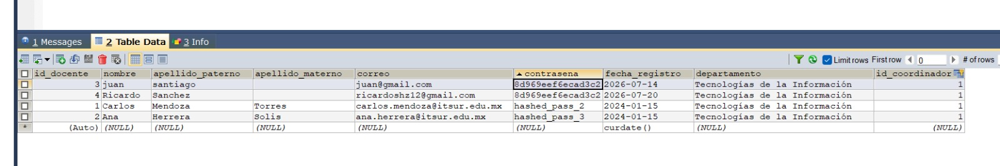 1 Messages 2 Table Data 3 Info
Limit rows First row 0 # of rows
id_docente nombre apellido_paterno apellido_materno correo contrasena fecha_registro departamento id_coordinador
3 juan santiago juan@gmail.com 8d969eef6ecad3c2 2026-07-14 Tecnologías de la Información 1
4 Ricardo Sanchez ricardoshz12@gmail.com 8d969eef6ecad3c2 2026-07-20 Tecnologías de la Información 1
1 Carlos Mendoza Torres carlos.mendoza@itsur.edu.mx hashed_pass_2 2024-01-15 Tecnologías de la Información 1
2 Ana Herrera Solis ana.herrera@itsur.edu.mx hashed_pass_3 2024-01-15 Tecnologías de la Información 1
* (Auto) (NULL) (NULL) (NULL) (NULL) (NULL) curdate() (NULL) (NULL)